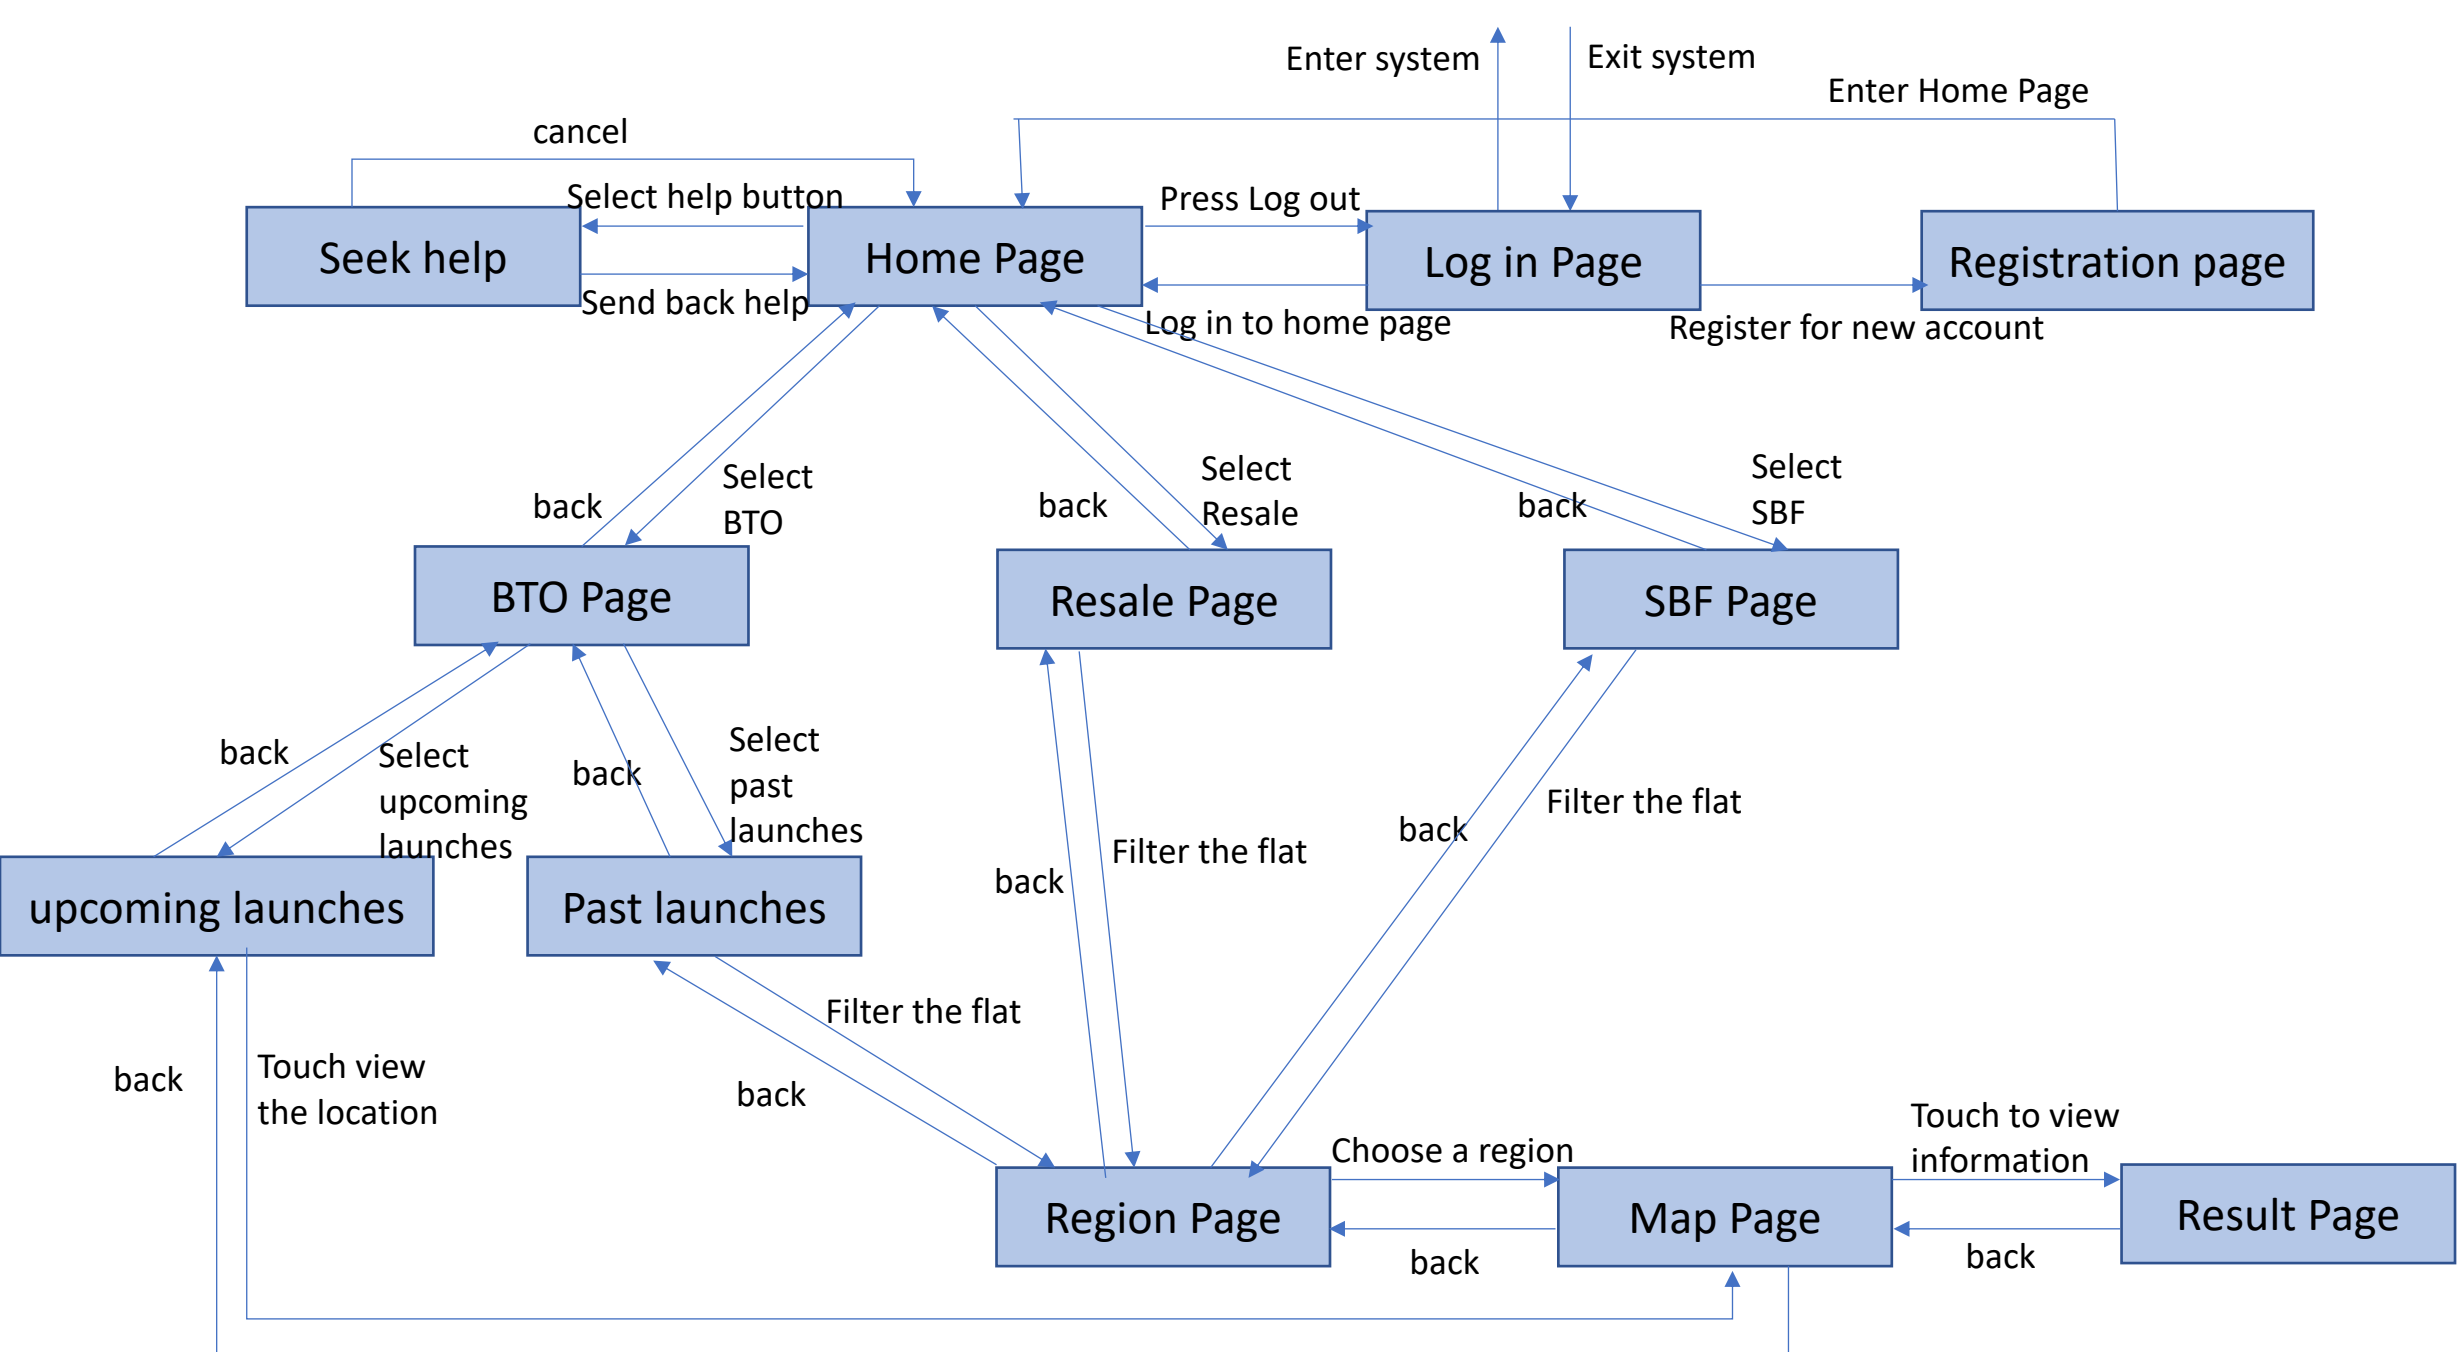 Enter system
Exit system
Enter Home Page
cancel
Select help button
Press Log out
Seek help
Home Page
Log in Page
Registration page
Send back help
Log in to home page
Register for new account
back
Select
BTO
back
Select
Resale
back
Select
SBF
BTO Page
Resale Page
SBF Page
back
Select
upcoming
launches
back
Select
past
launches
Filter the flat
back
Filter the flat
back
upcoming launches
Past launches
Filter the flat
back
back
Touch view
the location
Choose a region
Touch to view
information
Region Page
Map Page
Result Page
back
back